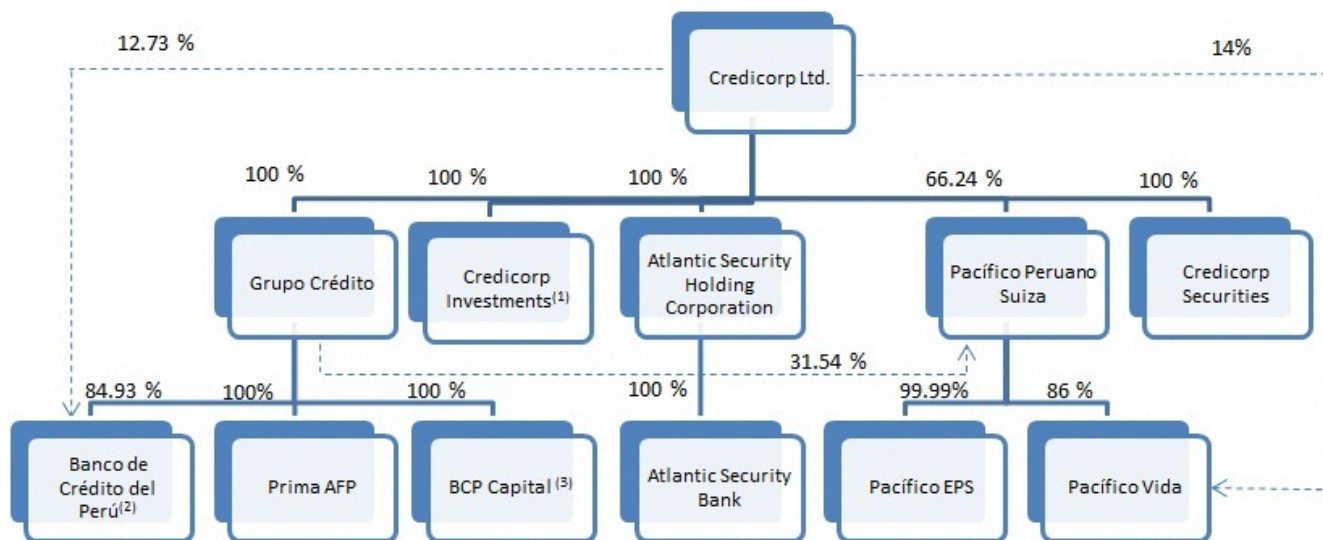 12.73 %
14%
Credicorp Ltd.
100 %
100 %
100 %
66.24 %
100 %
Grupo Crédito
Credicorp
Investments(1)
Atlantic Security
Holding
Corporation
Pacífico Peruano
Suiza
Credicorp
Securities
31.54 %
84.93 %
100%
100 %
100 %
99.99%
86 %
Banco de
Crédito del
Perú(2)
Prima AFP
BCP Capital (3)
Atlantic Security
Bank
Pacífico EPS
Pacífico Vida